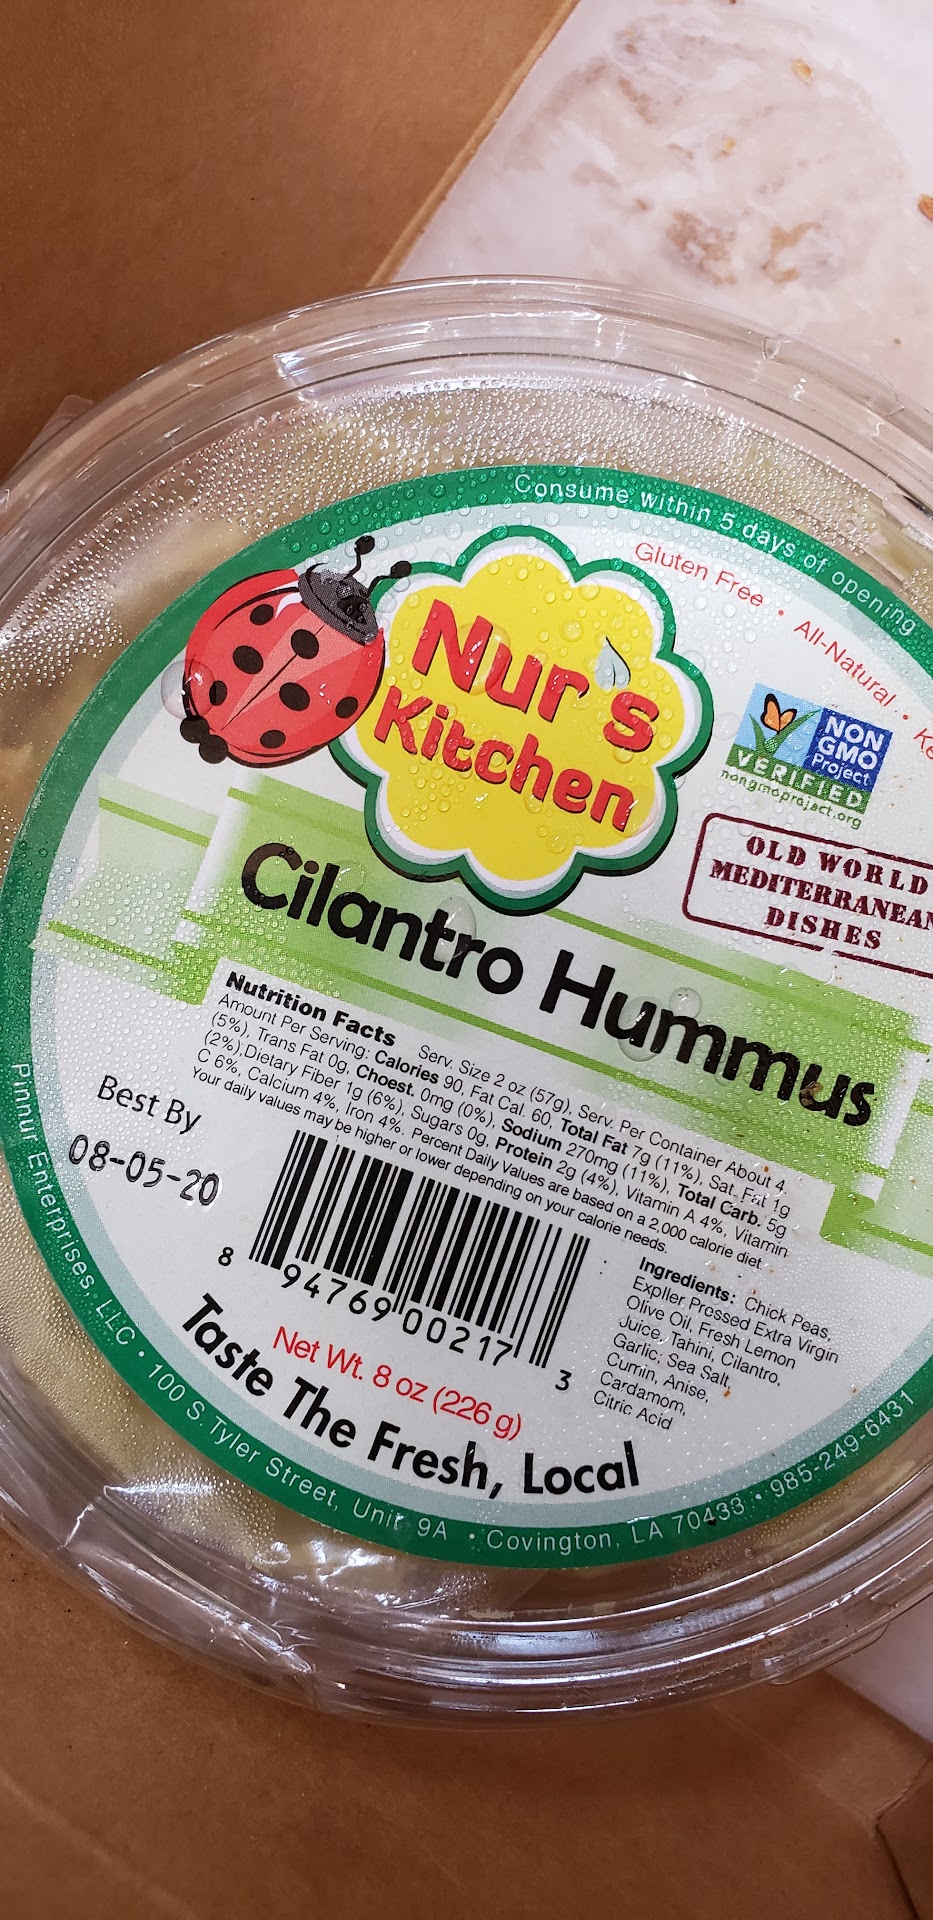 Consume within 5 days of opening
Gluten Free • All-Natural •
Nur's
Kitchen
NON
GMO
Project
VERIFIED
nongmoproject.org
OLD WORLD
MEDITERRANEAN
DISHES
Cilantro Hummus
Nutrition Facts Serv. Size 2 oz (57g), Serv. Per Container About 4.
Amount Per Serving: Calories 90, Fat Cal. 60, Total Fat 7g (11%), Sat. Fat 1g
(5%), Trans Fat 0g, Choest. 0mg (0%), Sodium 270mg (11%), Total Carb. 5g
(2%),Dietary Fiber 1g (6%), Sugars 0g, Protein 2g (4%), Vitamin A 4%, Vitamin
C 6%, Calcium 4%, Iron 4%. Percent Daily Values are based on a 2,000 calorie diet.
Your daily values may be higher or lower depending on your calorie needs.
Best By
08-05-20
8 94769 00217 3
Ingredients: Chick Peas,
Expller Pressed Extra Virgin
Olive Oil, Fresh Lemon
Juice, Tahini, Cilantro,
Garlic, Sea Salt,
Cumin, Anise,
Cardamom,
Citric Acid
Net Wt. 8 oz (226 g)
Taste The Fresh, Local
Pinnur Enterprises, LLC • 100 S Tyler Street, Unit 9A • Covington, LA 70433 • 985-249-6431